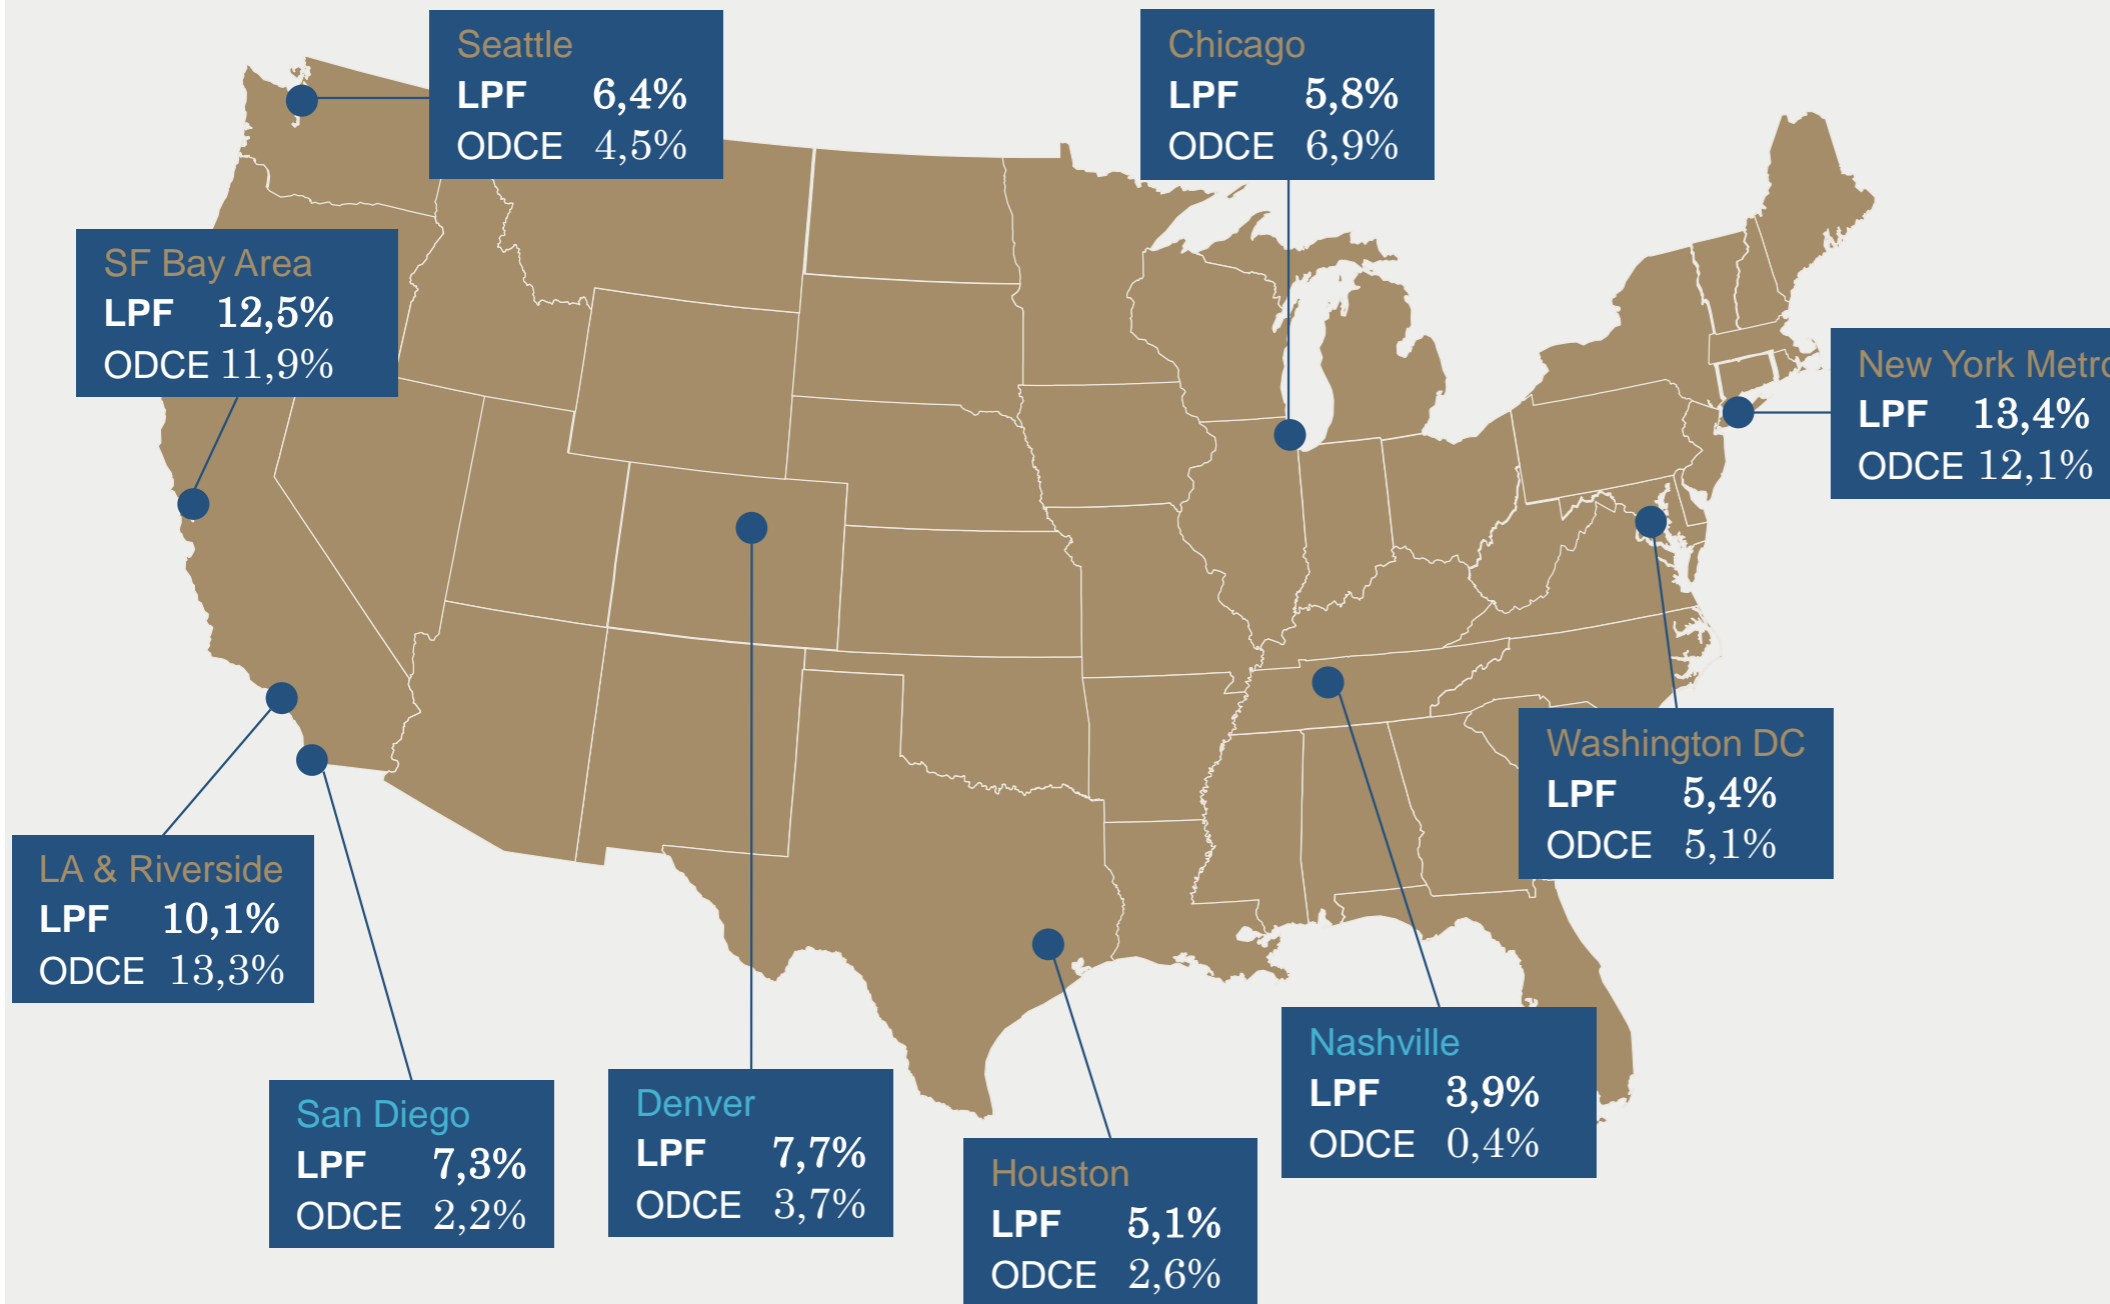 Seattle
LPF 6,4%
ODCE 4,5%
Chicago
LPF 5,8%
ODCE 6,9%
SF Bay Area
LPF 12,5%
ODCE 11,9%
New York Metro
LPF 13,4%
ODCE 12,1%
Washington DC
LPF 5,4%
ODCE 5,1%
LA & Riverside
LPF 10,1%
ODCE 13,3%
Nashville
LPF 3,9%
ODCE 0,4%
San Diego
LPF 7,3%
ODCE 2,2%
Denver
LPF 7,7%
ODCE 3,7%
Houston
LPF 5,1%
ODCE 2,6%